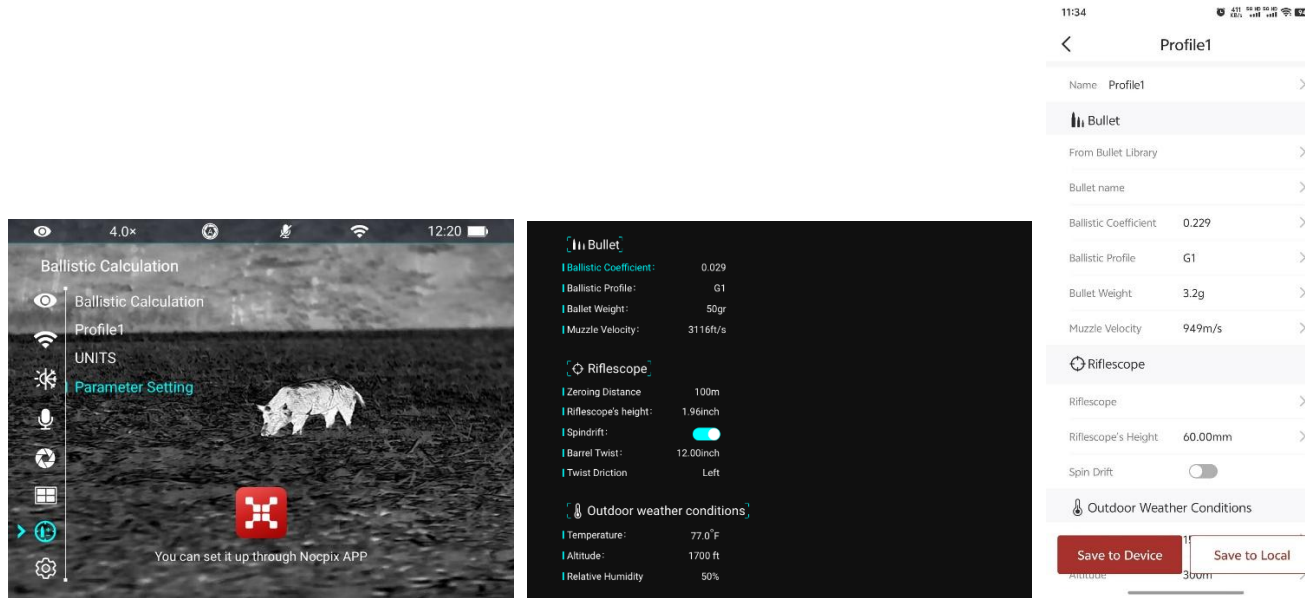 4.0×
12:20
Ballistic Calculation
Ballistic Calculation
Profile1
UNITS
Parameter Setting
You can set it up through Nocpix APP
Bullet
Ballistic Coefficient: 0.029
Ballistic Profile: G1
Ballet Weight: 50gr
Muzzle Velocity: 3116ft/s
Riflescope
Zeroing Distance 100m
Riflescope's height: 1.96inch
Spindrift:
Barrel Twist: 12.00inch
Twist Driction Left
Outdoor weather conditions
Temperature: 77.0°F
Altitude: 1700 ft
Relative Humidity 50%
11:34
Profile1
Name Profile1
Bullet
From Bullet Library
Bullet name
Ballistic Coefficient 0.229
Ballistic Profile G1
Bullet Weight 3.2g
Muzzle Velocity 949m/s
Riflescope
Riflescope
Riflescope's Height 60.00mm
Spin Drift
Outdoor Weather Conditions
Save to Device Save to Local
Altitude 300m